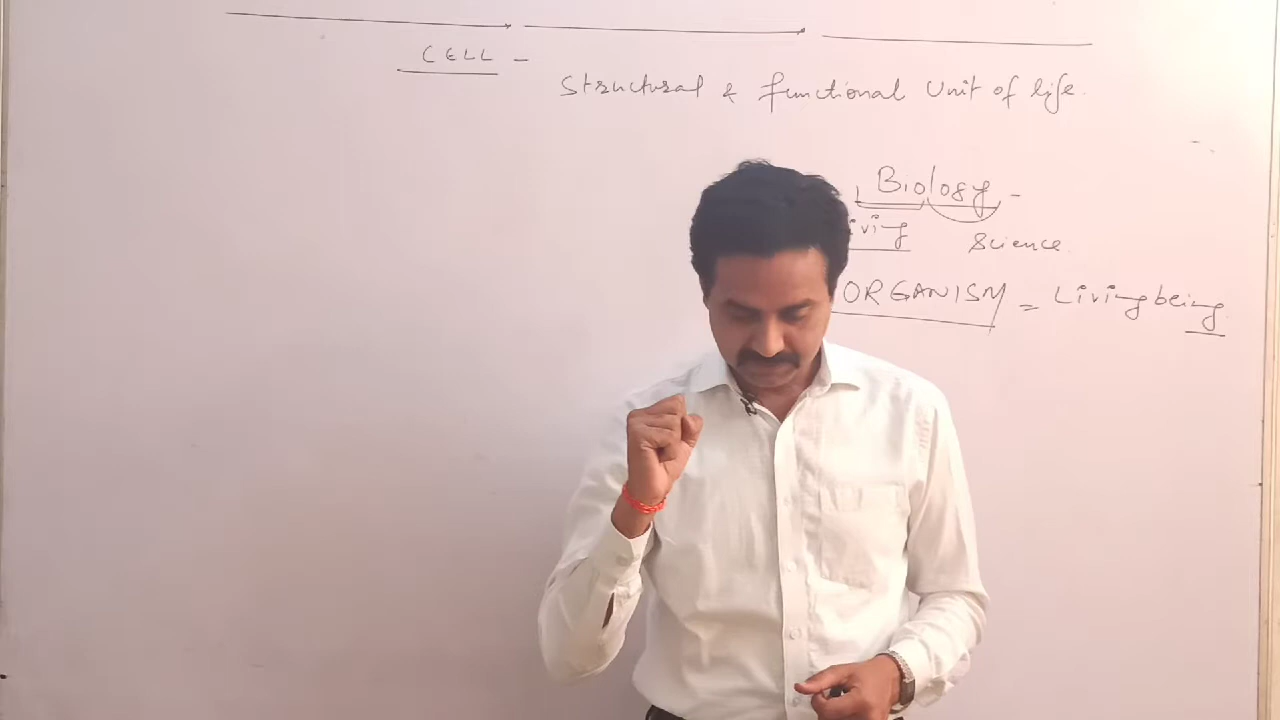 CELL -
Structural & functional Unit of life.
Biology -
Science.
ORGANISM = Living being